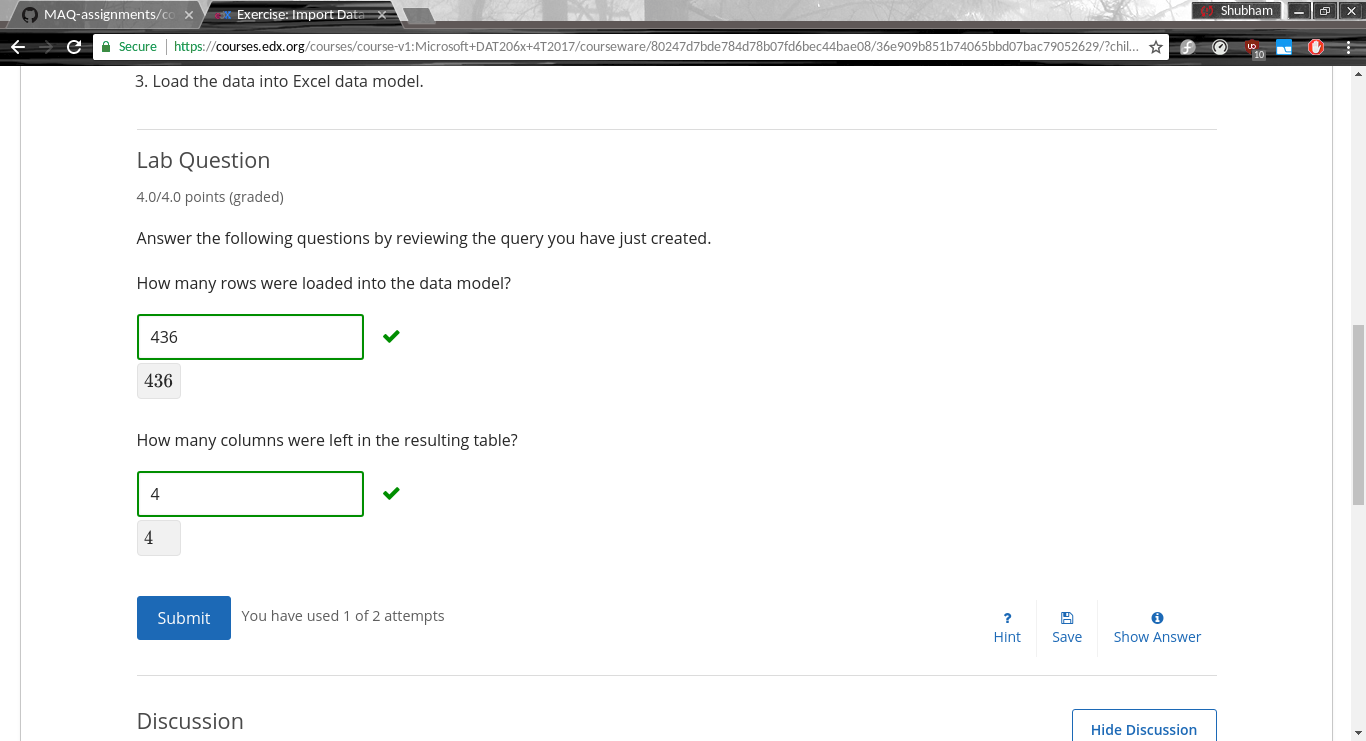 MAQ-assignments/co
Exercise: Import Data
Shubham
Secure
https://courses.edx.org/courses/course-v1:Microsoft+DAT206x+4T2017/courseware/80247d7bde784d78b07fd6bec44bae08/36e909b851b74065bbd07bac79052629/?chil...
UD
10
3. Load the data into Excel data model.
Lab Question
4.0/4.0 points (graded)
Answer the following questions by reviewing the query you have just created.
How many rows were loaded into the data model?
436
436
How many columns were left in the resulting table?
4
4
Submit
You have used 1 of 2 attempts
? Hint
Save
Show Answer
Discussion
Hide Discussion